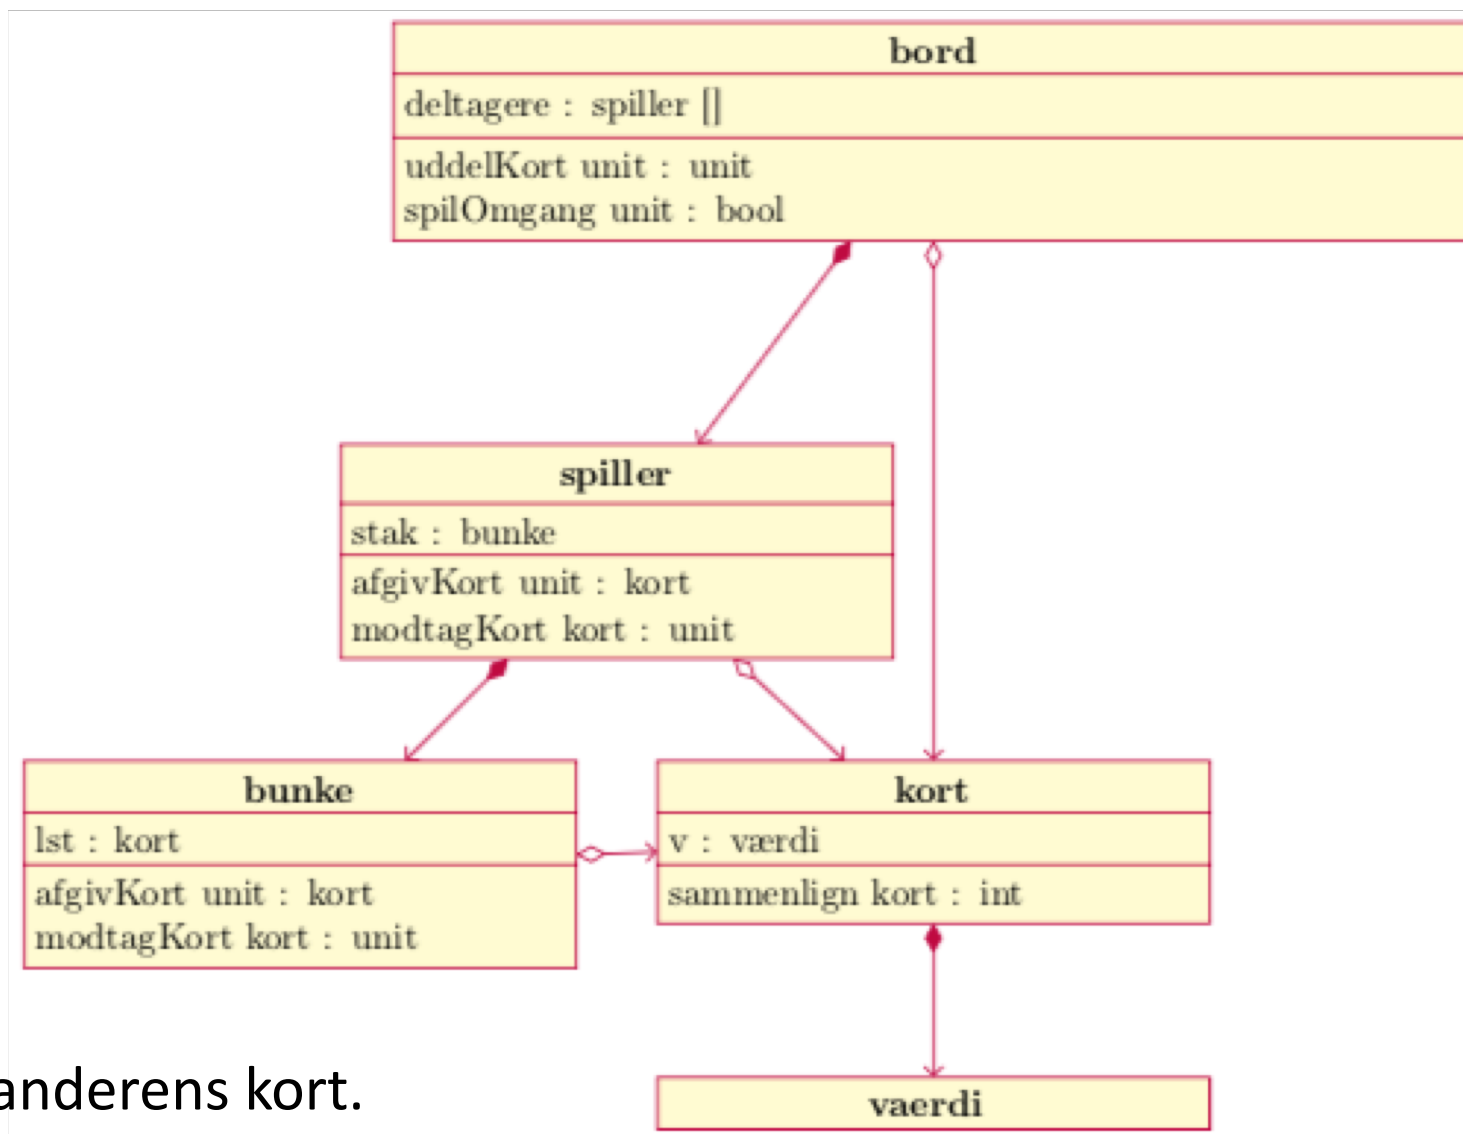 bord
deltagere : spiller []
uddelKort unit : unit
spilOmgang unit : bool
spiller
stak : bunke
afgivKort unit : kort
modtagKort kort : unit
bunke
lst : kort
afgivKort unit : kort
modtagKort kort : unit
kort
v : værdi
sammenlign kort : int
vaerdi
anderens kort.